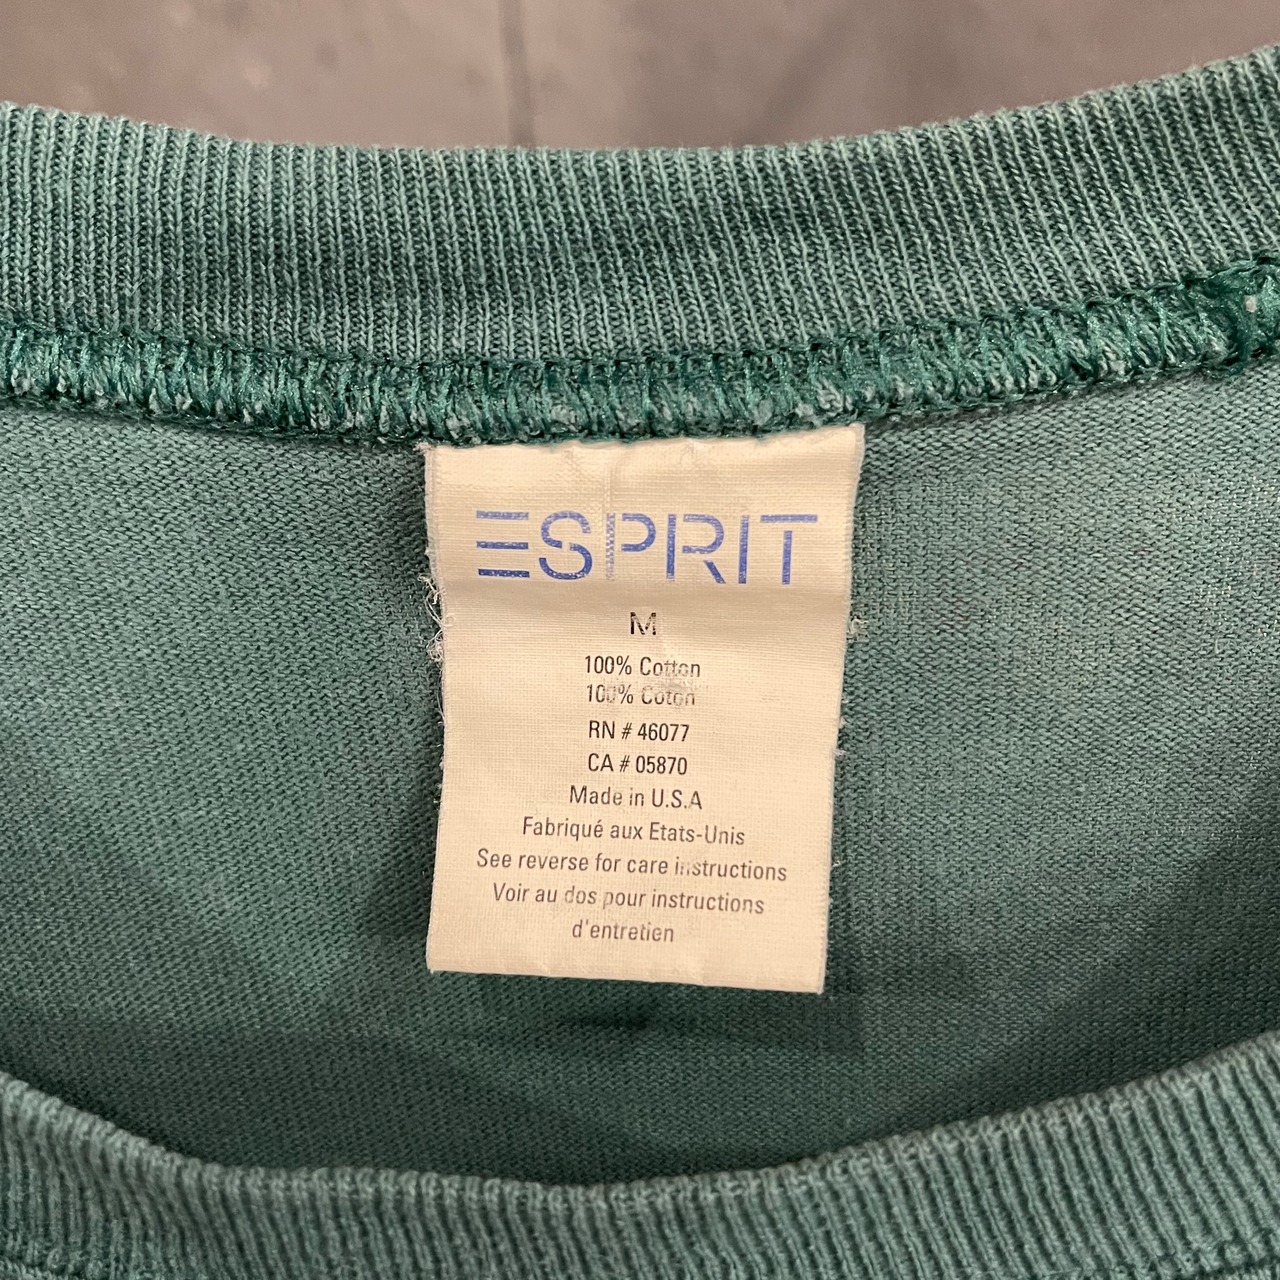 ESPRIT
M
100% Cotton
100% Coton
RN # 46077
CA # 05870
Made in U.S.A
Fabriqué aux Etats-Unis
See reverse for care instructions
Voir au dos pour instructions
d'entretien